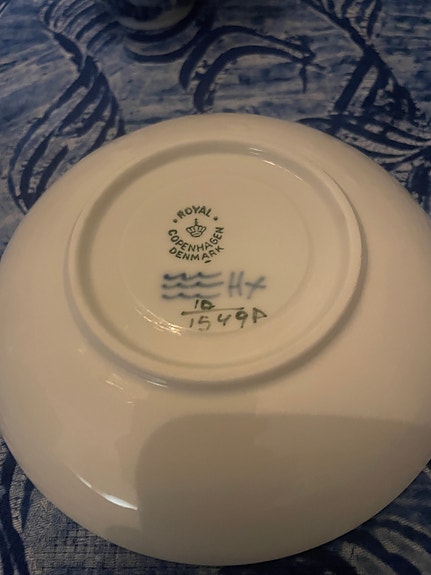 ROYAL
COPENHAGEN
DENMARK
HX
10
1549A